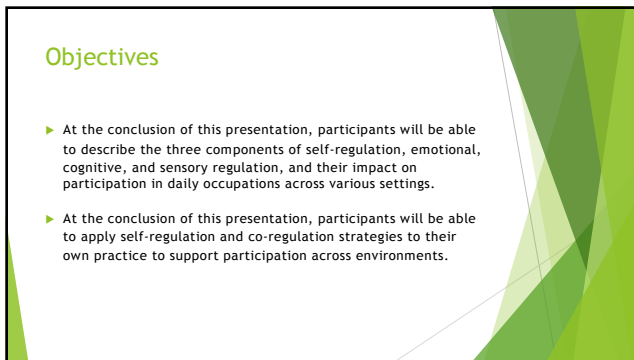 Objectives
At the conclusion of this presentation, participants will be able
to describe the three components of self-regulation, emotional,
cognitive, and sensory regulation, and their impact on
participation in daily occupations across various settings.
At the conclusion of this presentation, participants will be able
to apply self-regulation and co-regulation strategies to their
own practice to support participation across environments.